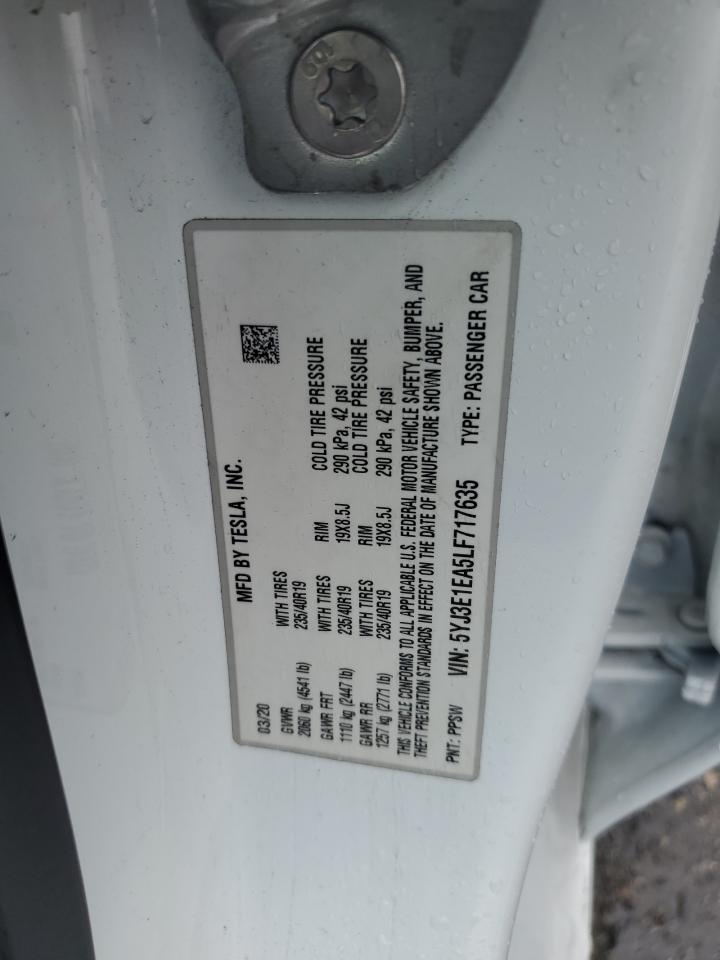 MFD BY TESLA, INC.
03/20
GVWR
2060 kg (4541 lb) WITH TIRES 235/40R19 RIM 19X8.5J COLD TIRE PRESSURE 290 kPa, 42 psi
GAWR FRT
1110 kg (2447 lb) WITH TIRES 235/40R19 RIM 19X8.5J COLD TIRE PRESSURE 290 kPa, 42 psi
GAWR RR
1257 kg (2771 lb)
THIS VEHICLE CONFORMS TO ALL APPLICABLE U.S. FEDERAL MOTOR VEHICLE SAFETY, BUMPER, AND
THEFT PREVENTION STANDARDS IN EFFECT ON THE DATE OF MANUFACTURE SHOWN ABOVE.
PNT: PPSW VIN: 5YJ3E1EA5LF717635 TYPE: PASSENGER CAR